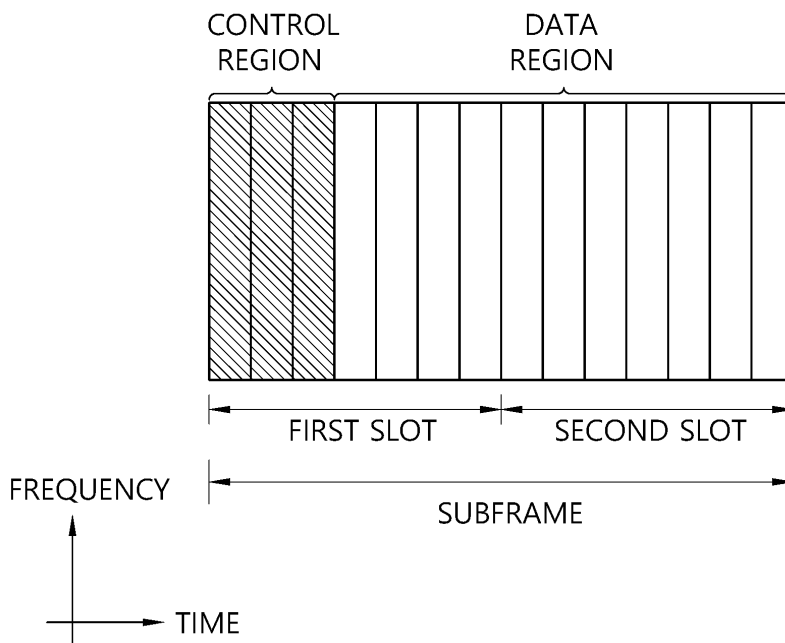 CONTROL
REGION
DATA
REGION
FIRST SLOT
SECOND SLOT
SUBFRAME
FREQUENCY
TIME